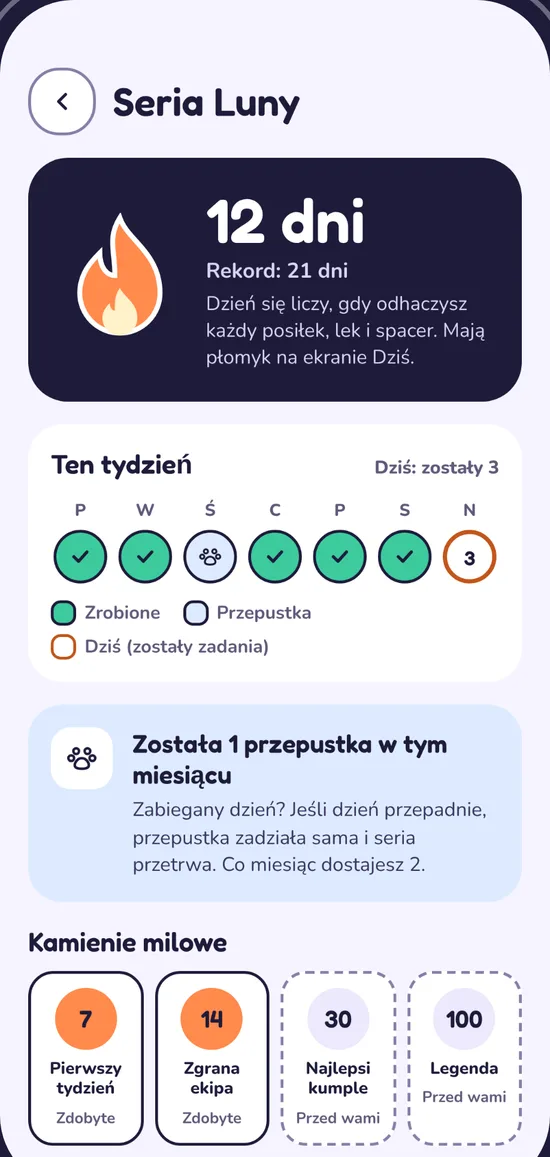 Seria Luny
12 dni
Rekord: 21 dni
Dzień się liczy, gdy odhaczysz
każdy posiłek, lek i spacer. Mają
płomyk na ekranie Dziś.
Ten tydzień
Dziś: zostały 3
P W Ś C P S N
3
Zrobione
Przepustka
Dziś (zostały zadania)
Została 1 przepustka w tym
miesiącu
Zabiegany dzień? Jeśli dzień przepadnie,
przepustka zadziała sama i seria
przetrwa. Co miesiąc dostajesz 2.
Kamienie milowe
7
Pierwszy
tydzień
Zdobyte
14
Zgrana
ekipa
Zdobyte
30
Najlepsi
kumple
Przed wami
100
Legenda
Przed wami